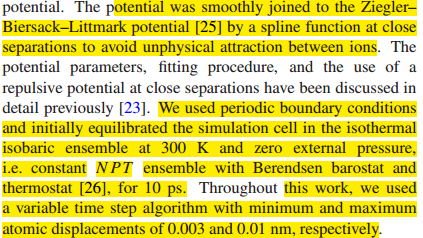 potential. The potential was smoothly joined to the Ziegler–
Biersack–Littmark potential [25] by a spline function at close
separations to avoid unphysical attraction between ions. The
potential parameters, fitting procedure, and the use of a
repulsive potential at close separations have been discussed in
detail previously [23]. We used periodic boundary conditions
and initially equilibrated the simulation cell in the isothermal
isobaric ensemble at 300 K and zero external pressure,
i.e. constant NPT ensemble with Berendsen barostat and
thermostat [26], for 10 ps. Throughout this work, we used
a variable time step algorithm with minimum and maximum
atomic displacements of 0.003 and 0.01 nm, respectively.